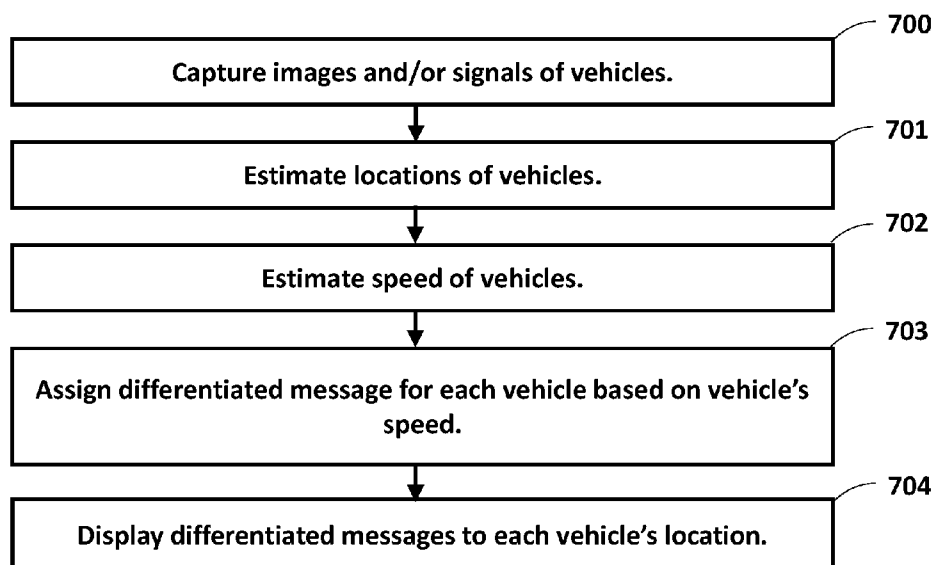 700
Capture images and/or signals of vehicles.
701
Estimate locations of vehicles.
702
Estimate speed of vehicles.
703
Assign differentiated message for each vehicle based on vehicle's
speed.
704
Display differentiated messages to each vehicle's location.